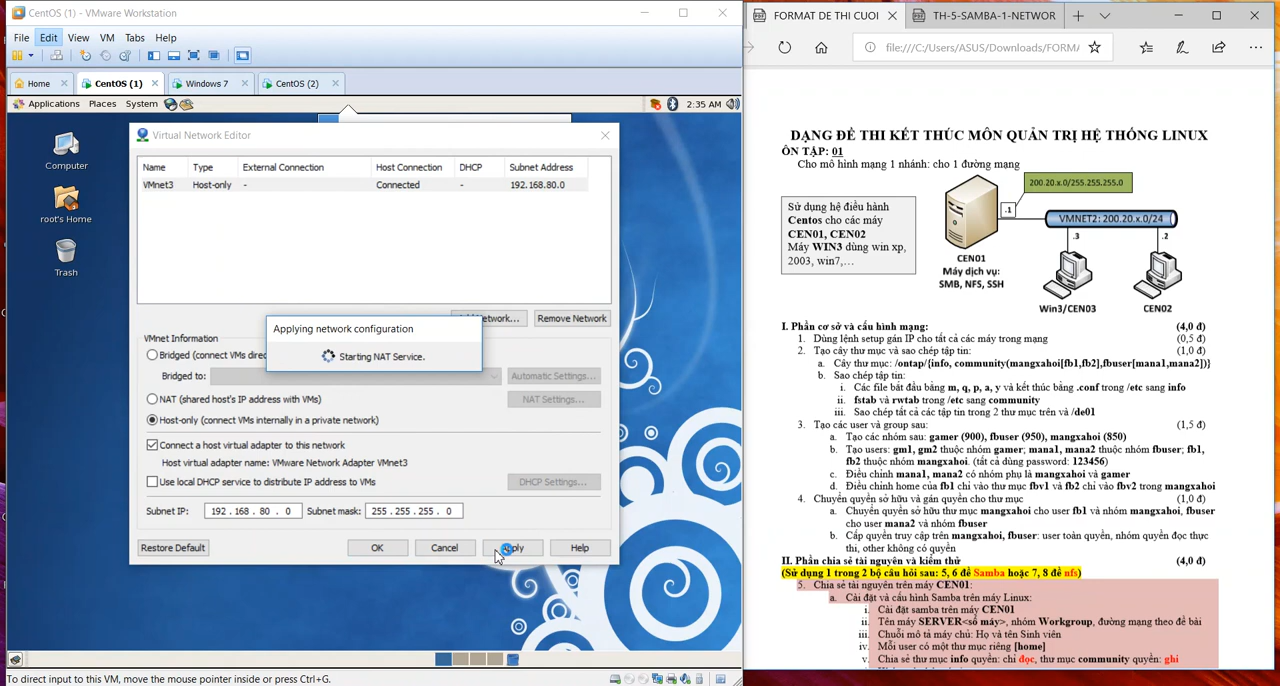 CentOS (1) - VMware Workstation
File Edit View VM Tabs Help
Home CentOS (1) Windows 7 CentOS (2)
Applications Places System 2:35 AM
Computer
root's Home
Trash
Virtual Network Editor
Name Type External Connection Host Connection DHCP Subnet Address
VMnet3 Host-only - Connected - 192.168.80.0
Remove Network
Applying network configuration
Starting NAT Service.
VMnet Information
Bridged (connect VMs direc
Bridged to: Automatic Settings...
NAT (shared host's IP address with VMs) NAT Settings...
Host-only (connect VMs internally in a private network)
Connect a host virtual adapter to this network
Host virtual adapter name: VMware Network Adapter VMnet3
Use local DHCP service to distribute IP address to VMs DHCP Settings...
Subnet IP: 192 . 168 . 80 . 0 Subnet mask: 255 . 255 . 255 . 0
Restore Default OK Cancel Apply Help
To direct input to this VM, move the mouse pointer inside or press Ctrl+G.
FORMAT DE THI CUOI TH-5-SAMBA-1-NETWOR
file:///C:/Users/ASUS/Downloads/FORMA
DẠNG ĐỀ THI KẾT THÚC MÔN QUẢN TRỊ HỆ THỐNG LINUX
ÔN TẬP: 01
Cho mô hình mạng 1 nhánh: cho 1 đường mạng
200.20.x.0/255.255.255.0
Sử dụng hệ điều hành
Centos cho các máy
CEN01, CEN02
Máy WIN3 dùng win xp,
2003, win7,...
.1
VMNET2: 200.20.x.0/24
.3 .2
CEN01
Máy dịch vụ:
SMB, NFS, SSH
Win3/CEN03 CEN02
I. Phần cơ sở và cấu hình mạng: (4,0 đ)
1. Dùng lệnh setup gán IP cho tất cả các máy trong mạng (0,5 đ)
2. Tạo cây thư mục và sao chép tập tin: (1,0 đ)
a. Cây thư mục: /ontap/{info, community(mangxahoi[fb1,fb2],fbuser[mana1,mana2])}
b. Sao chép tập tin:
i. Các file bắt đầu bằng m, q, p, a, y và kết thúc bằng .conf trong /etc sang info
ii. fstab và rwtab trong /etc sang community
iii. Sao chép tất cả các tập tin trong 2 thư mục trên và /de01
3. Tạo các user và group sau: (1,5 đ)
a. Tạo các nhóm sau: gamer (900), fbuser (950), mangxahoi (850)
b. Tạo users: gm1, gm2 thuộc nhóm gamer; mana1, mana2 thuộc nhóm fbuser; fb1,
fb2 thuộc nhóm mangxahoi. (tất cả dùng password: 123456)
c. Điều chỉnh mana1, mana2 có nhóm phụ là mangxahoi và gamer
d. Điều chỉnh home của fb1 chỉ vào thư mục fbv1 và fb2 chỉ vào fbv2 trong mangxahoi
4. Chuyển quyền sở hữu và gán quyền cho thư mục (1,0 đ)
a. Chuyển quyền sở hữu thư mục mangxahoi cho user fb1 và nhóm mangxahoi, fbuser
cho user mana2 và nhóm fbuser
b. Cấp quyền truy cập trên mangxahoi, fbuser: user toàn quyền, nhóm quyền đọc thực
thi, other không có quyền
II. Phần chia sẻ tài nguyên và kiểm thử (4,0 đ)
(Sử dụng 1 trong 2 bộ câu hỏi sau: 5, 6 đề Samba hoặc 7, 8 đề nfs)
5. Chia sẻ tài nguyên trên máy CEN01:
a. Cài đặt và cấu hình Samba trên máy Linux:
i. Cài đặt samba trên máy CEN01
ii. Tên máy SERVER<số máy>, nhóm Workgroup, đường mạng theo đề bài
iii. Chuỗi mô tả máy chủ: Họ và tên Sinh viên
iv. Mỗi user có một thư mục riêng [home]
v. Chia sẻ thư mục info quyền: chỉ đọc, thư mục community quyền: ghi